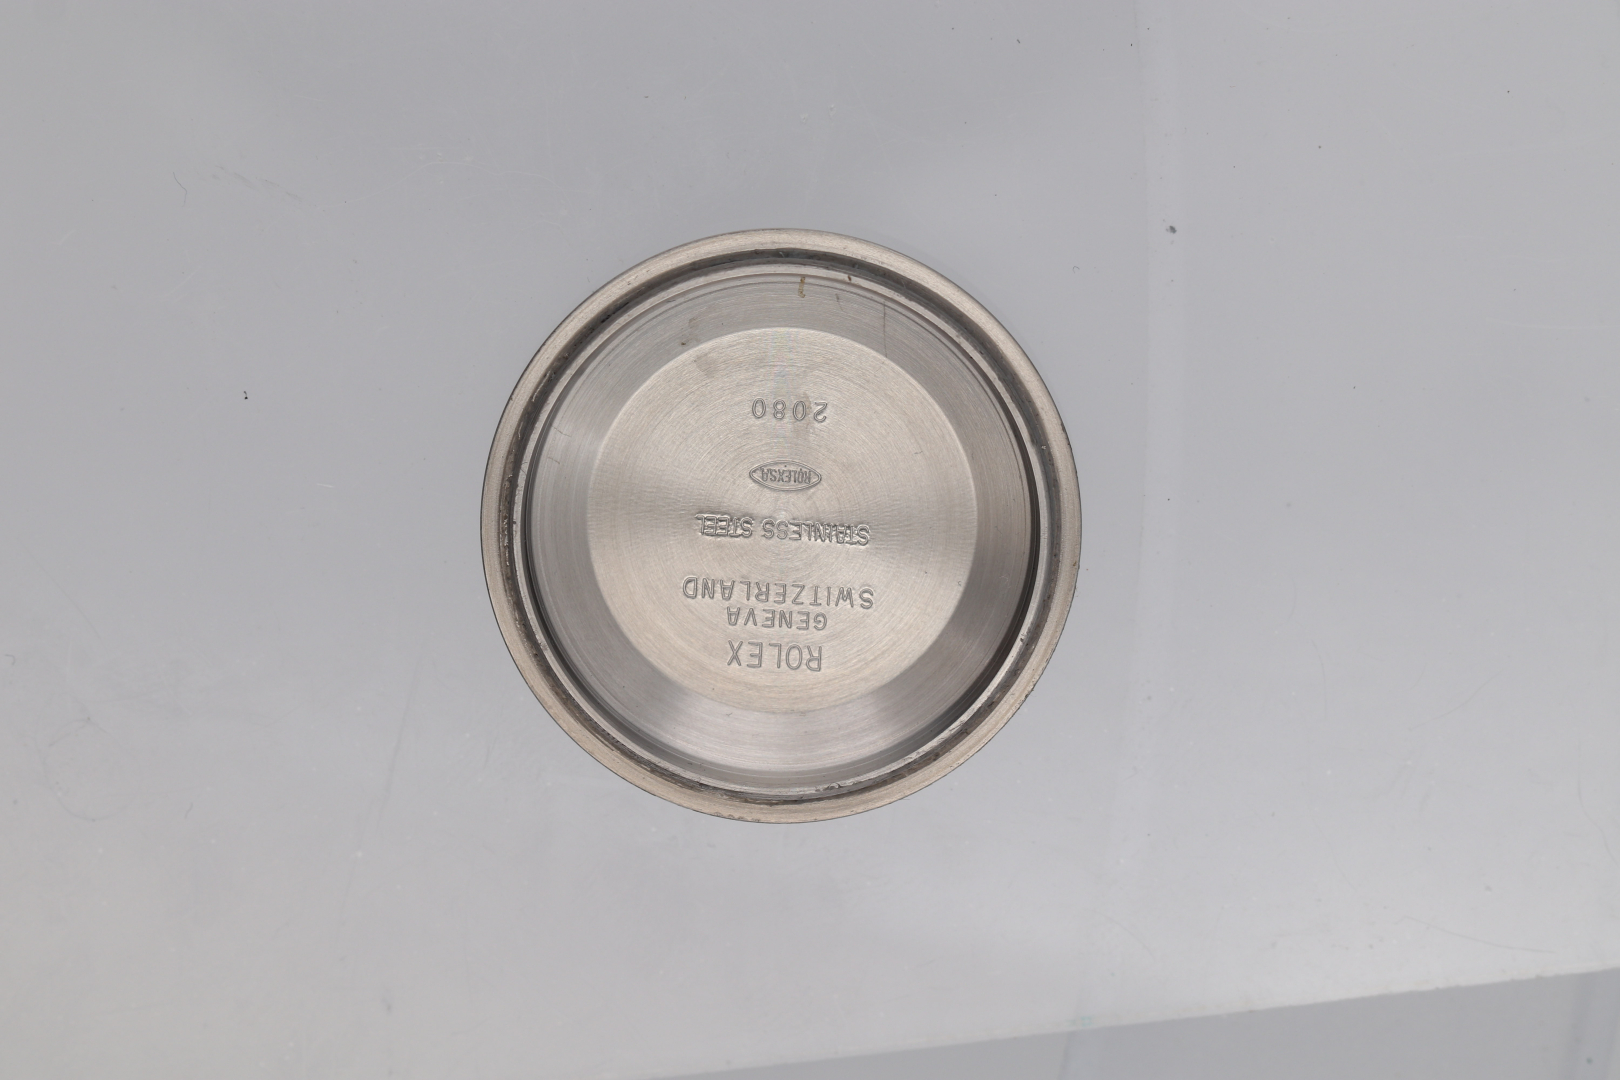 ROLEX
GENEVA
SWITZERLAND
STAINLESS STEEL
ROLEXSA
2080